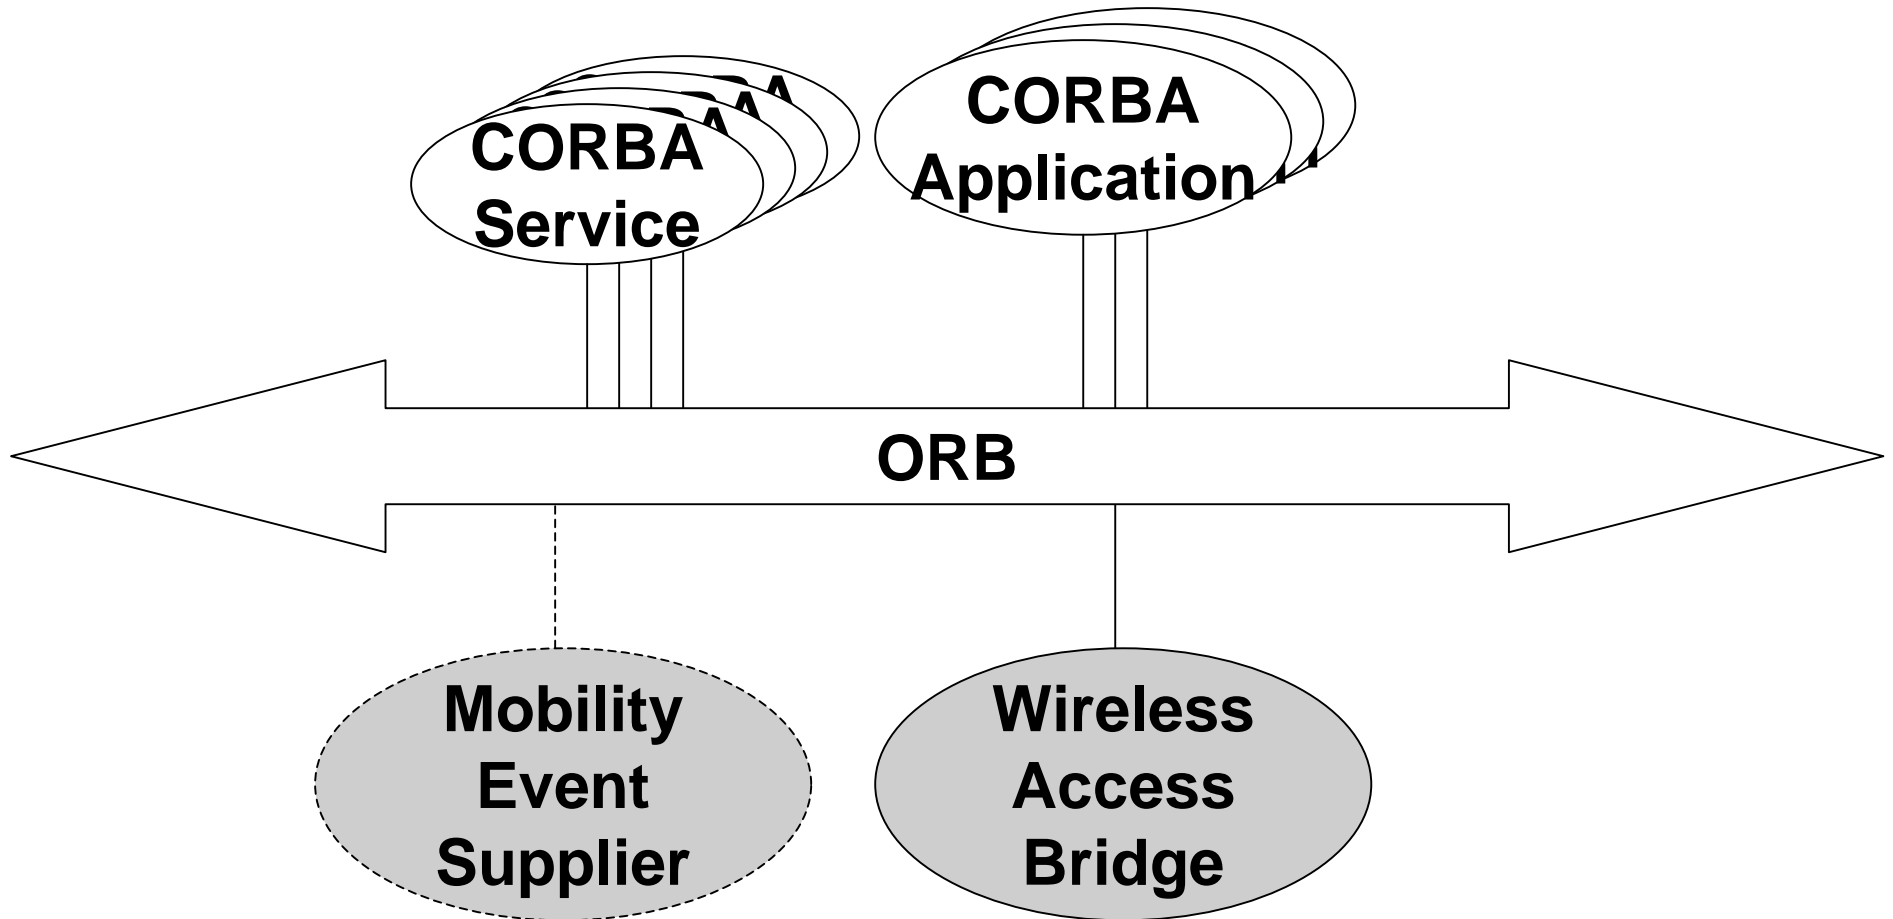 CORBA
Service
CORBA
Application
ORB
Mobility
Event
Supplier
Wireless
Access
Bridge